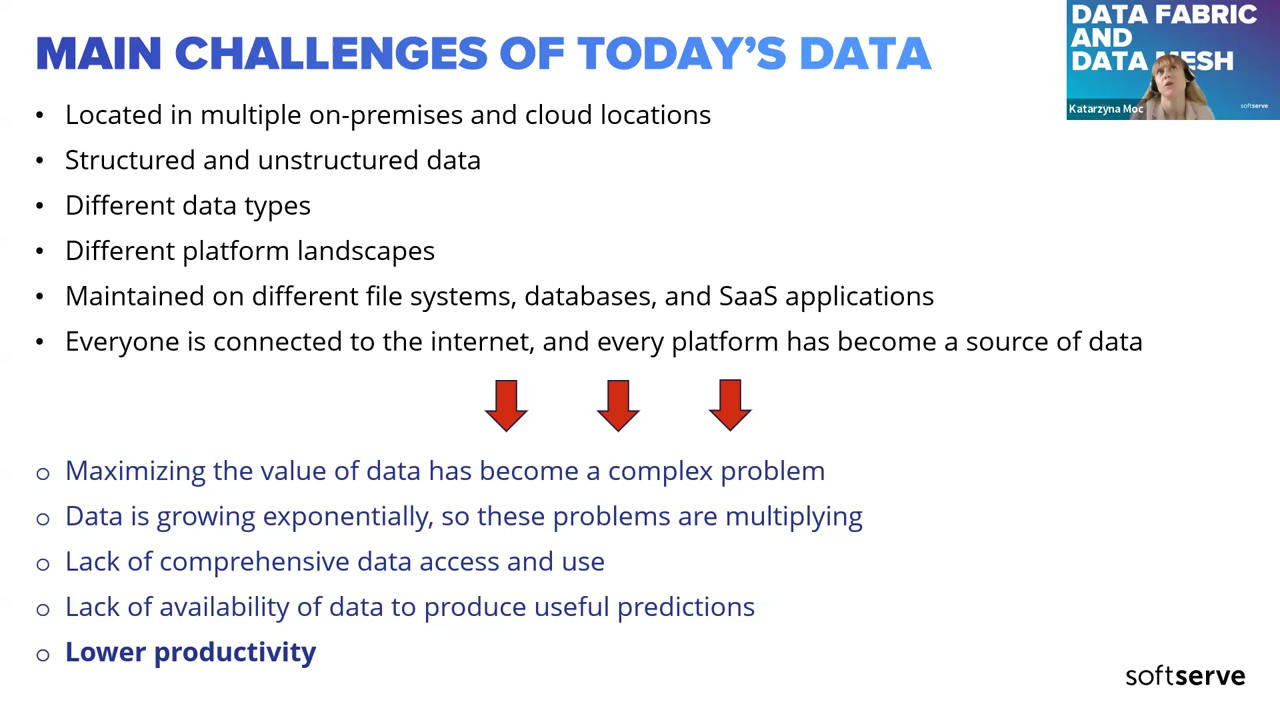 MAIN CHALLENGES OF TODAY'S DATA
• Located in multiple on-premises and cloud locations
• Structured and unstructured data
• Different data types
• Different platform landscapes
• Maintained on different file systems, databases, and SaaS applications
• Everyone is connected to the internet, and every platform has become a source of data
o Maximizing the value of data has become a complex problem
o Data is growing exponentially, so these problems are multiplying
o Lack of comprehensive data access and use
o Lack of availability of data to produce useful predictions
o Lower productivity
DATA FABRIC
AND
DATA MESH
Katarzyna Moc
softserve
softserve